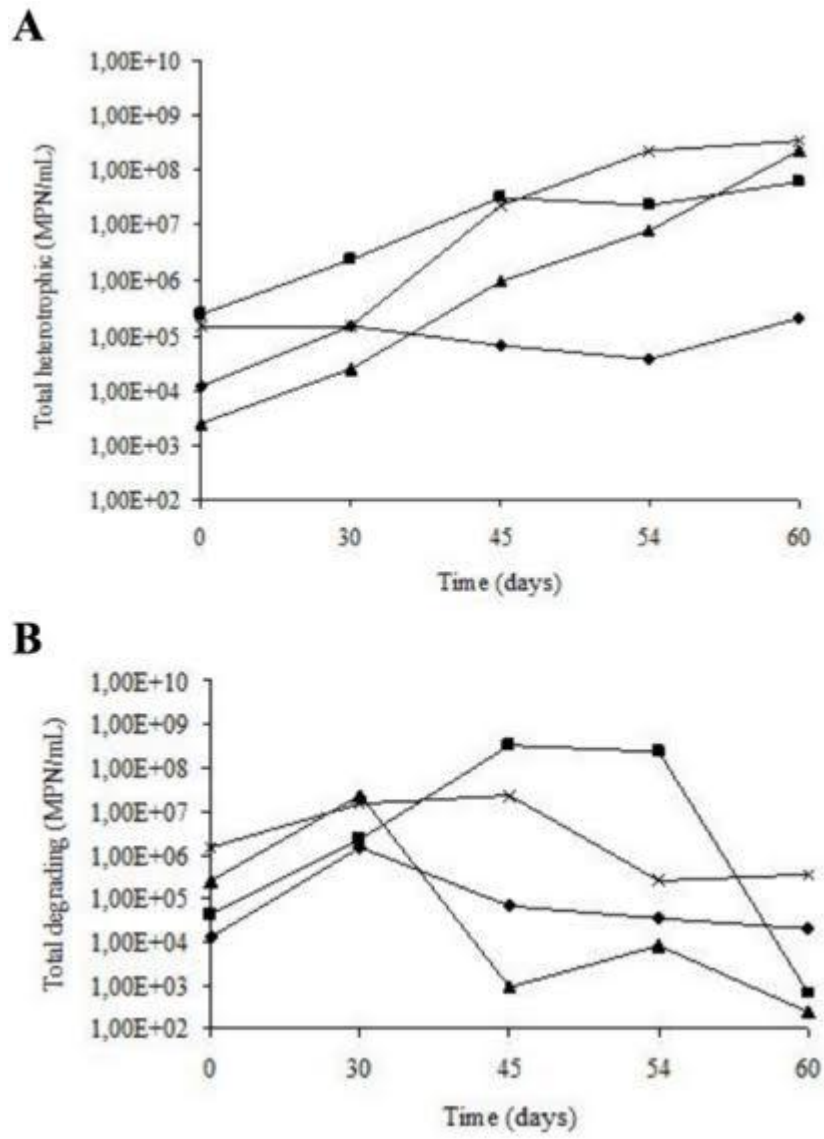 A
1,00E+10
1,00E+09
1,00E+08
1,00E+07
1,00E+06
1,00E+05
1,00E+04
1,00E+03
1,00E+02
Total heterotrophic (MPN/mL)
0 30 45 54 60
Time (days)
B
1,00E+10
1,00E+09
1,00E+08
1,00E+07
1,00E+06
1,00E+05
1,00E+04
1,00E+03
1,00E+02
Total degrading (MPN/mL)
0 30 45 54 60
Time (days)